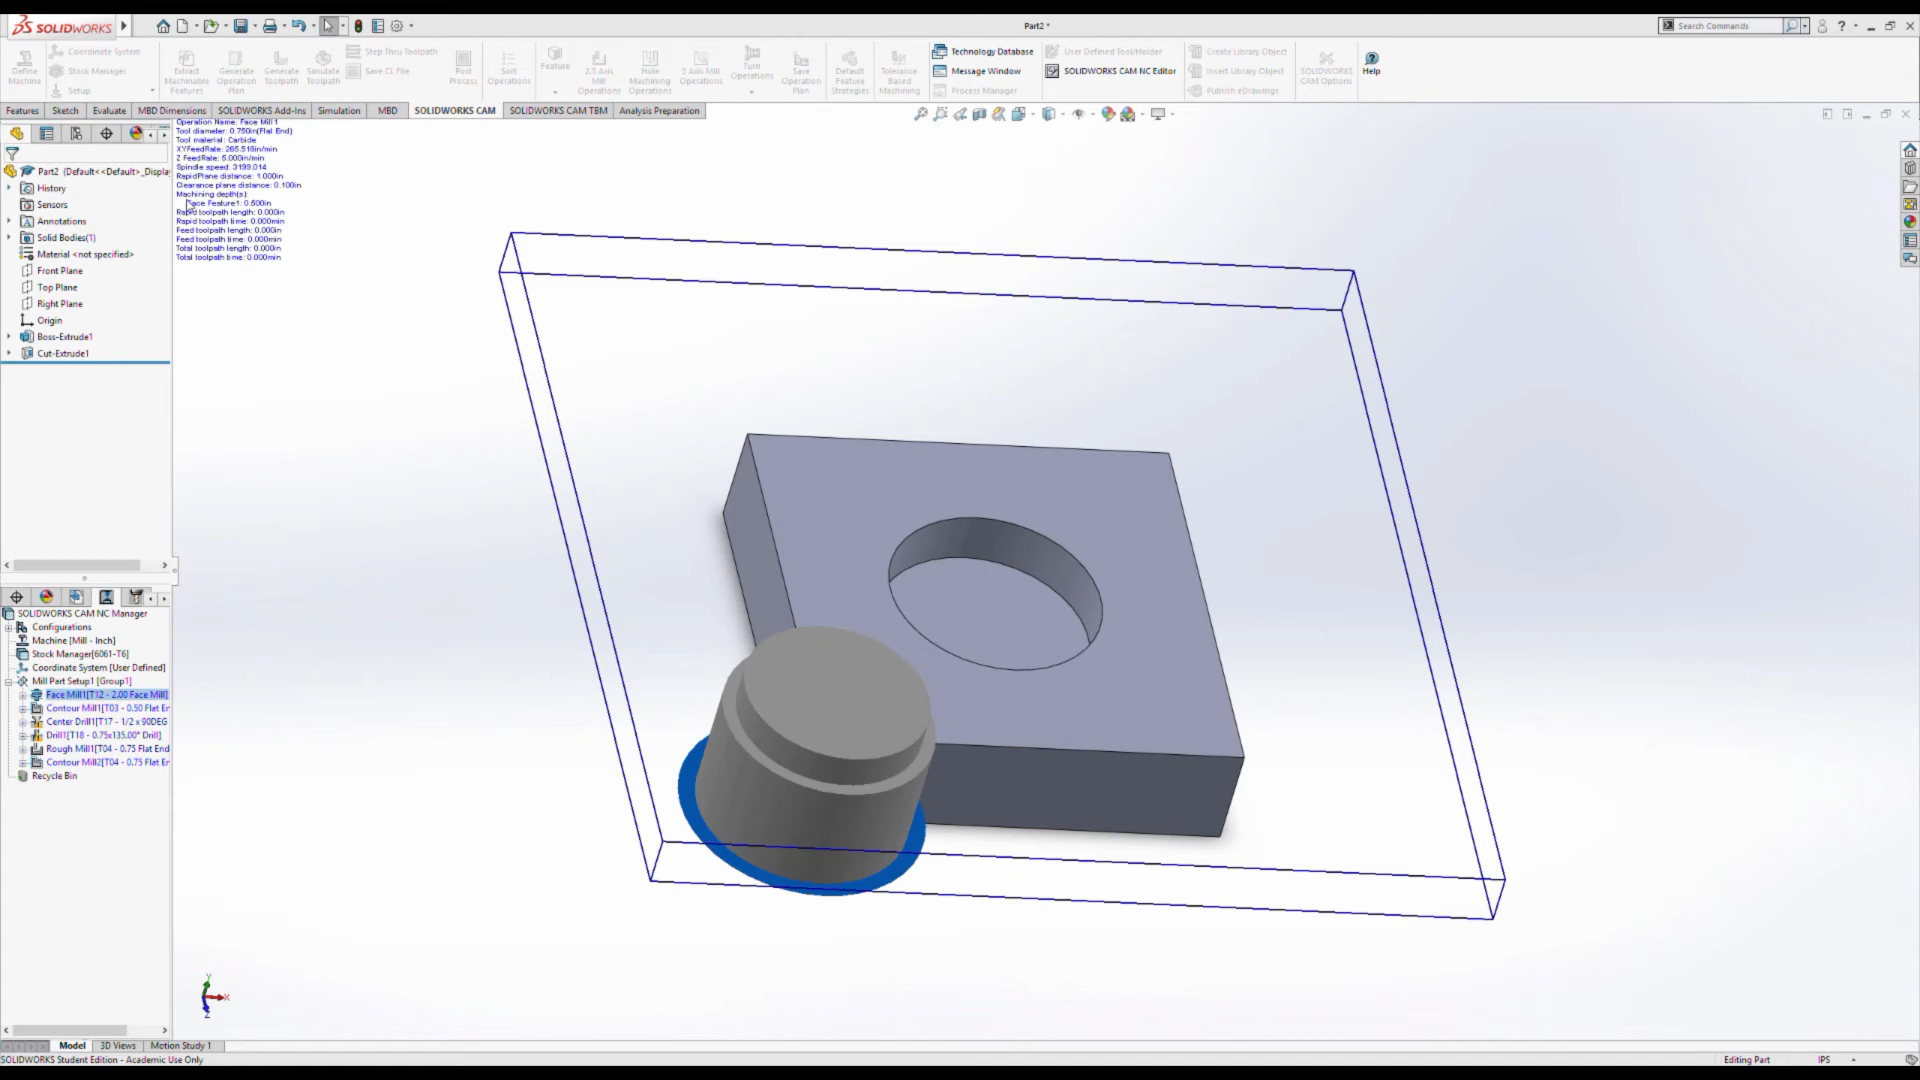 SOLIDWORKS
Part2 *
Search Commands
Define Machine
Coordinate System
Stock Manager
Setup
Extract Machinable Features
Generate Operation Plan
Generate Toolpath
Simulate Toolpath
Step Thru Toolpath
Save CL File
Post Process
Sort Operations
Feature
2.5 Axis Mill Operations
Hole Machining Operations
3 Axis Mill Operations
Turn Operations
Save Operation Plan
Default Feature Strategies
Tolerance Based Machining
Technology Database
Message Window
Process Manager
User Defined Tool/Holder
SOLIDWORKS CAM NC Editor
Create Library Object
Insert Library Object
Publish eDrawings
SOLIDWORKS CAM Options
Help
Features
Sketch
Evaluate
MBD Dimensions
SOLIDWORKS Add-Ins
Simulation
MBD
SOLIDWORKS CAM
SOLIDWORKS CAM TBM
Analysis Preparation
Operation Name: Face Mill1
Tool diameter: 0.750in(Flat End)
Tool material: Carbide
XYFeedRate: 265.518in/min
Z FeedRate: 5.000in/min
Spindle speed: 3199.014
RapidPlane distance: 1.000in
Clearance plane distance: 0.100in
Machining depth(s):
Face Feature1: 0.500in
Rapid toolpath length: 0.000in
Rapid toolpath time: 0.000min
Feed toolpath length: 0.000in
Feed toolpath time: 0.000min
Total toolpath length: 0.000in
Total toolpath time: 0.000min
Part2 (Default<<Default>_Displa
History
Sensors
Annotations
Solid Bodies(1)
Material <not specified>
Front Plane
Top Plane
Right Plane
Origin
Boss-Extrude1
Cut-Extrude1
SOLIDWORKS CAM NC Manager
Configurations
Machine [Mill - Inch]
Stock Manager[6061-T6]
Coordinate System [User Defined]
Mill Part Setup1 [Group1]
Face Mill1[T12 - 2.00 Face Mill]
Contour Mill1[T03 - 0.50 Flat Er
Center Drill1[T17 - 1/2 x 90DEG
Drill1[T18 - 0.75x135.00° Drill]
Rough Mill1[T04 - 0.75 Flat End
Contour Mill2[T04 - 0.75 Flat Er
Recycle Bin
Y
X
Z
Model
3D Views
Motion Study 1
SOLIDWORKS Student Edition - Academic Use Only
Editing Part
IPS